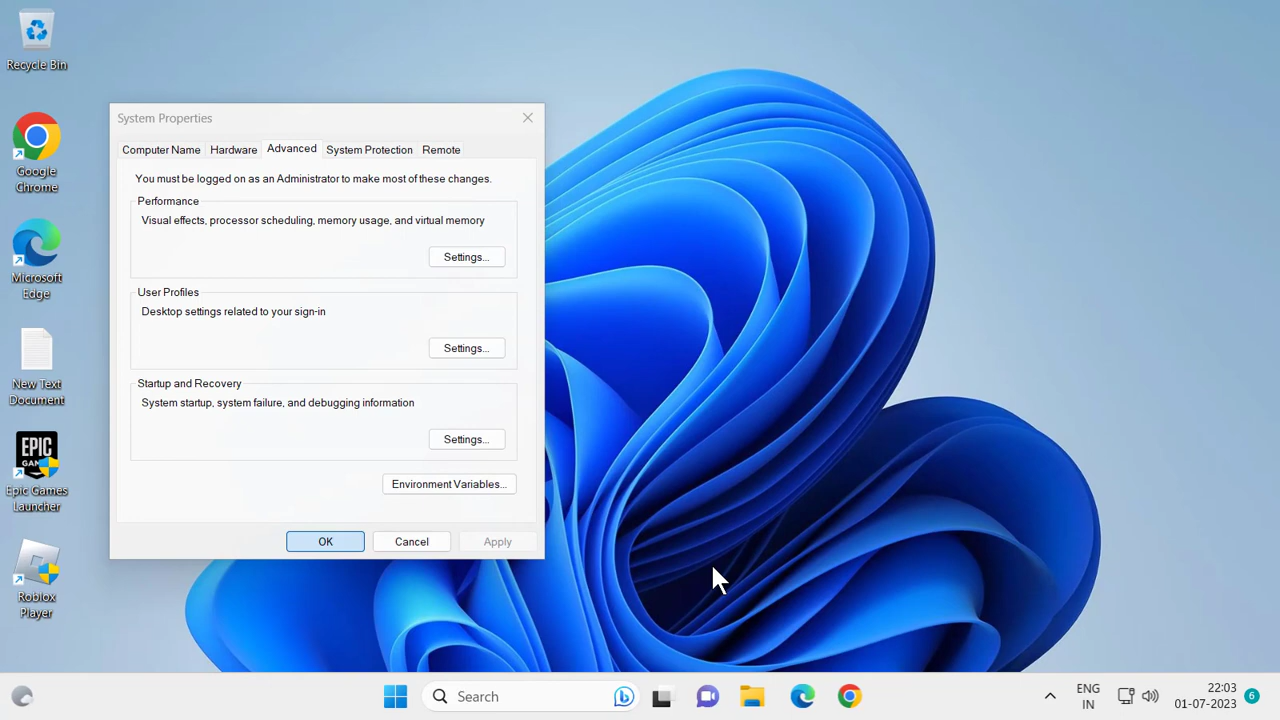 Recycle Bin
Google
Chrome
Microsoft
Edge
New Text
Document
EPIC
GAMES
Epic Games
Launcher
Roblox
Player
System Properties
Computer Name
Hardware
Advanced
System Protection
Remote
You must be logged on as an Administrator to make most of these changes.
Performance
Visual effects, processor scheduling, memory usage, and virtual memory
Settings...
User Profiles
Desktop settings related to your sign-in
Settings...
Startup and Recovery
System startup, system failure, and debugging information
Settings...
Environment Variables...
OK
Cancel
Apply
Search
ENG
IN
22:03
01-07-2023
6